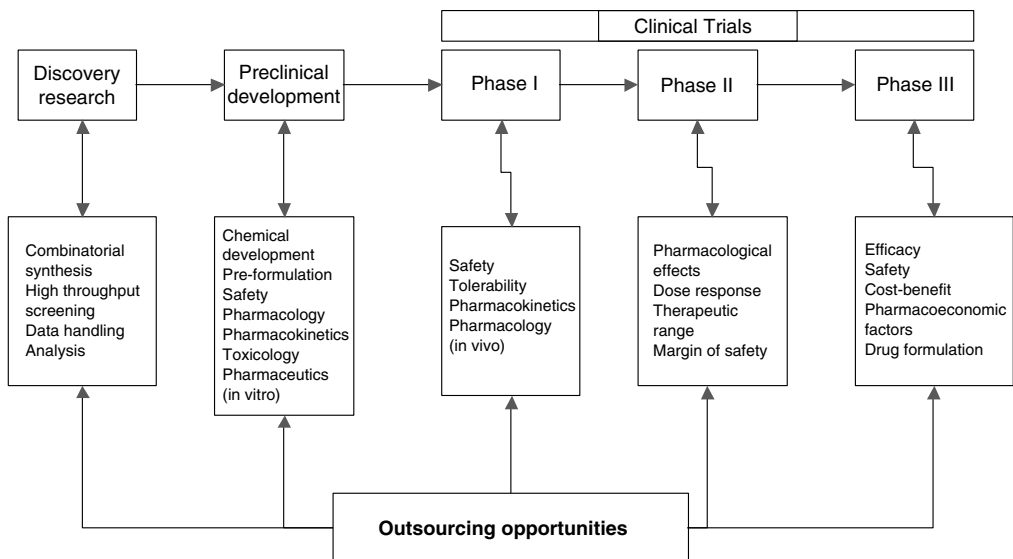 Clinical Trials
Discovery
research
Preclinical
development
Phase I
Phase II
Phase III
Combinatorial
synthesis
High throughput
screening
Data handling
Analysis
Chemical
development
Pre-formulation
Safety
Pharmacology
Pharmacokinetics
Toxicology
Pharmaceutics
(in vitro)
Safety
Tolerability
Pharmacokinetics
Pharmacology
(in vivo)
Pharmacological
effects
Dose response
Therapeutic
range
Margin of safety
Efficacy
Safety
Cost-benefit
Pharmacoeconomic
factors
Drug formulation
Outsourcing opportunities